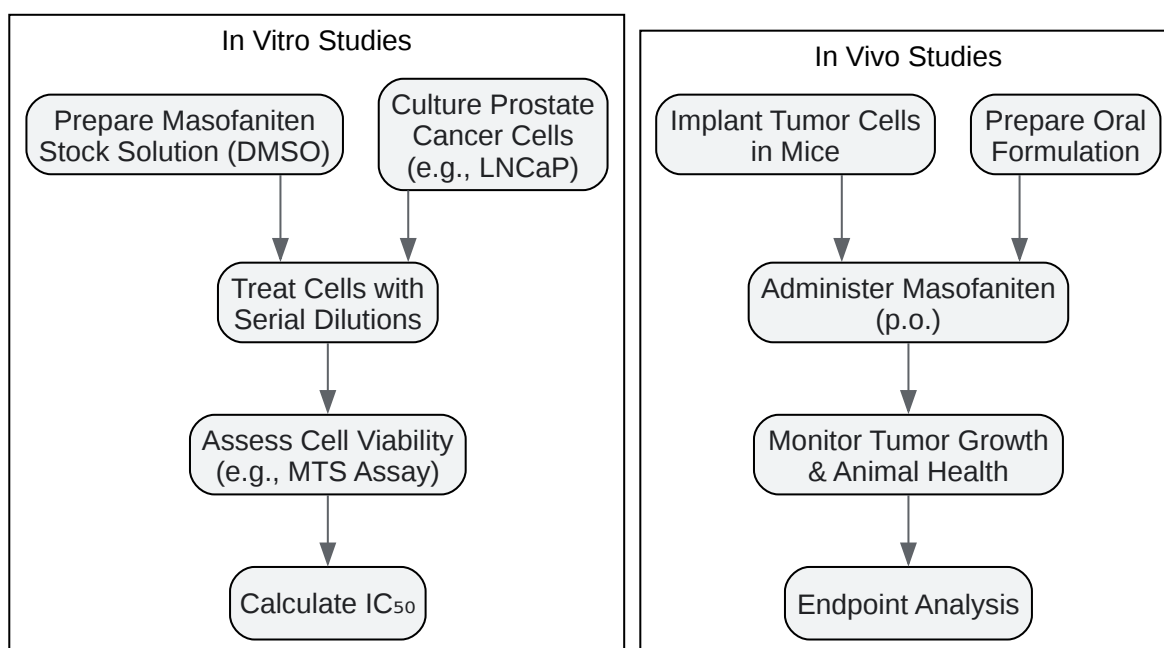 In Vitro Studies
Prepare Masofaniten
Stock Solution (DMSO)
Culture Prostate
Cancer Cells
(e.g., LNCaP)
Treat Cells with
Serial Dilutions
Assess Cell Viability
(e.g., MTS Assay)
Calculate IC₅₀
In Vivo Studies
Implant Tumor Cells
in Mice
Prepare Oral
Formulation
Administer Masofaniten
(p.o.)
Monitor Tumor Growth
& Animal Health
Endpoint Analysis